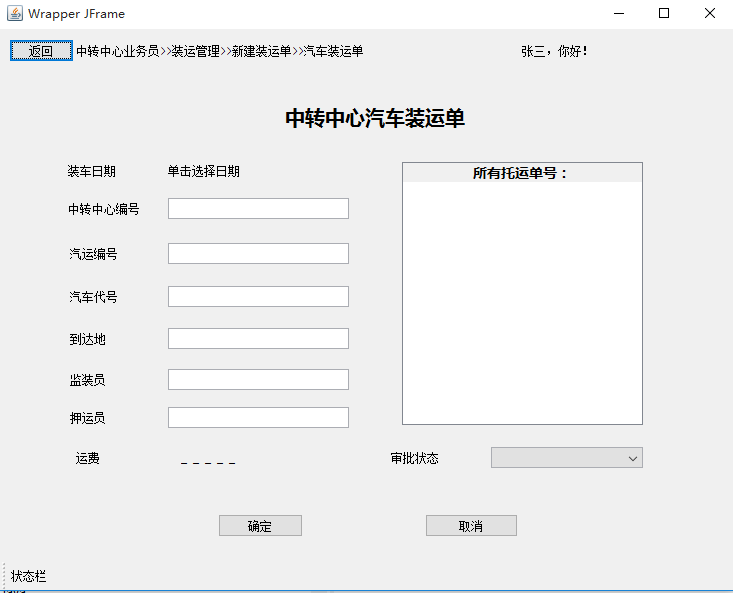 Wrapper JFrame
返回 中转中心业务员>>装运管理>>新建装运单>>汽车装运单 张三，你好！
中转中心汽车装运单
装车日期 单击选择日期
所有托运单号：
中转中心编号
汽运编号
汽车代号
到达地
监装员
押运员
运费 _ _ _ _ _ 审批状态
确定 取消
状态栏